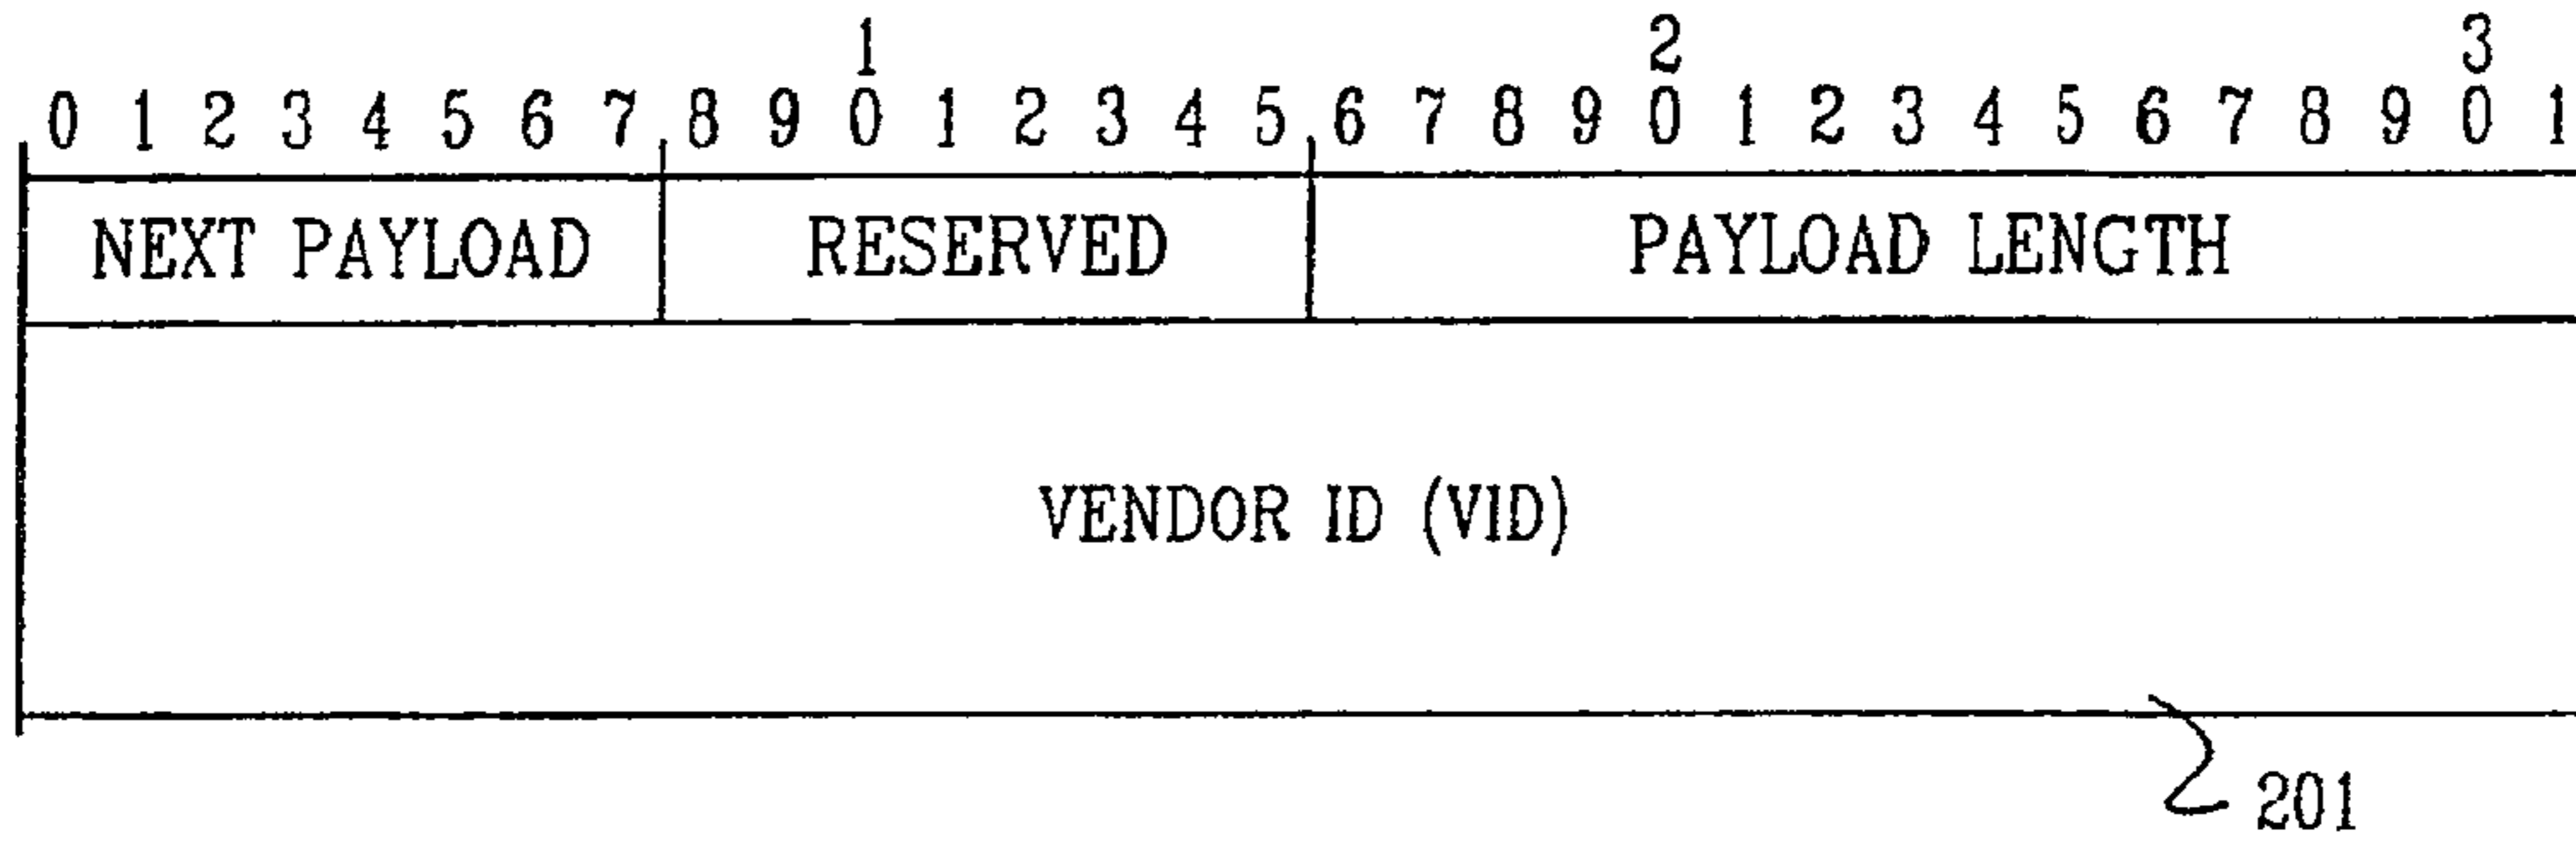 1 2 3
0 1 2 3 4 5 6 7 8 9 0 1 2 3 4 5 6 7 8 9 0 1 2 3 4 5 6 7 8 9 0 1
NEXT PAYLOAD RESERVED PAYLOAD LENGTH
VENDOR ID (VID)
201